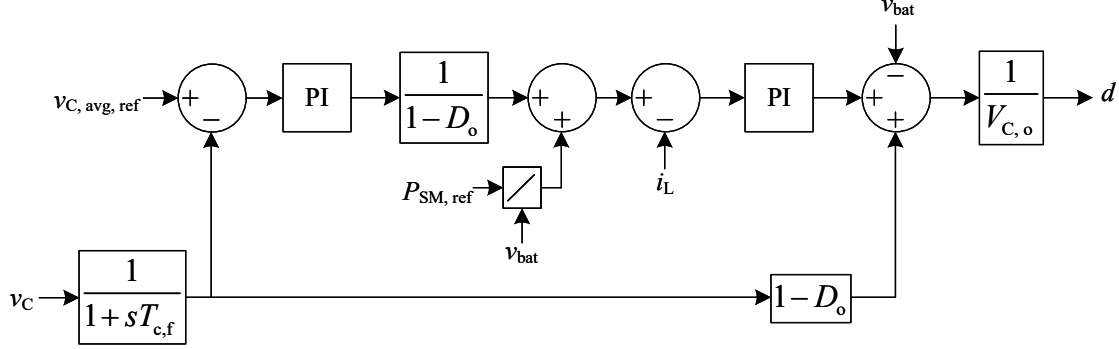 v_bat
v_C, avg, ref
+
−
PI
1
1 − D_o
+
+
+
−
PI
−
+
+
1
V_C, o
d
P_SM, ref
i_L
v_bat
v_C
1
1 + sT_c,f
1 − D_o